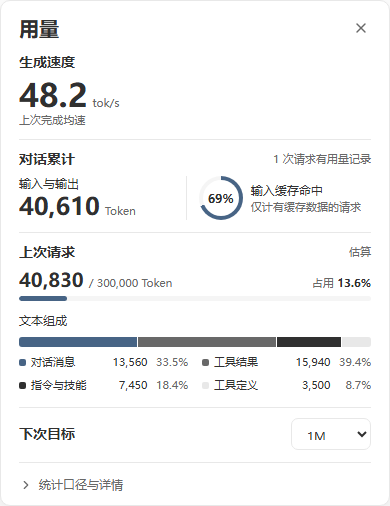 用量
生成速度
48.2 tok/s
上次完成均速
对话累计 1 次请求有用量记录
输入与输出
40,610 Token
69%
输入缓存命中
仅计有缓存数据的请求
上次请求 估算
40,830 / 300,000 Token 占用 13.6%
文本组成
对话消息 13,560 33.5% 工具结果 15,940 39.4%
指令与技能 7,450 18.4% 工具定义 3,500 8.7%
下次目标 1M
统计口径与详情